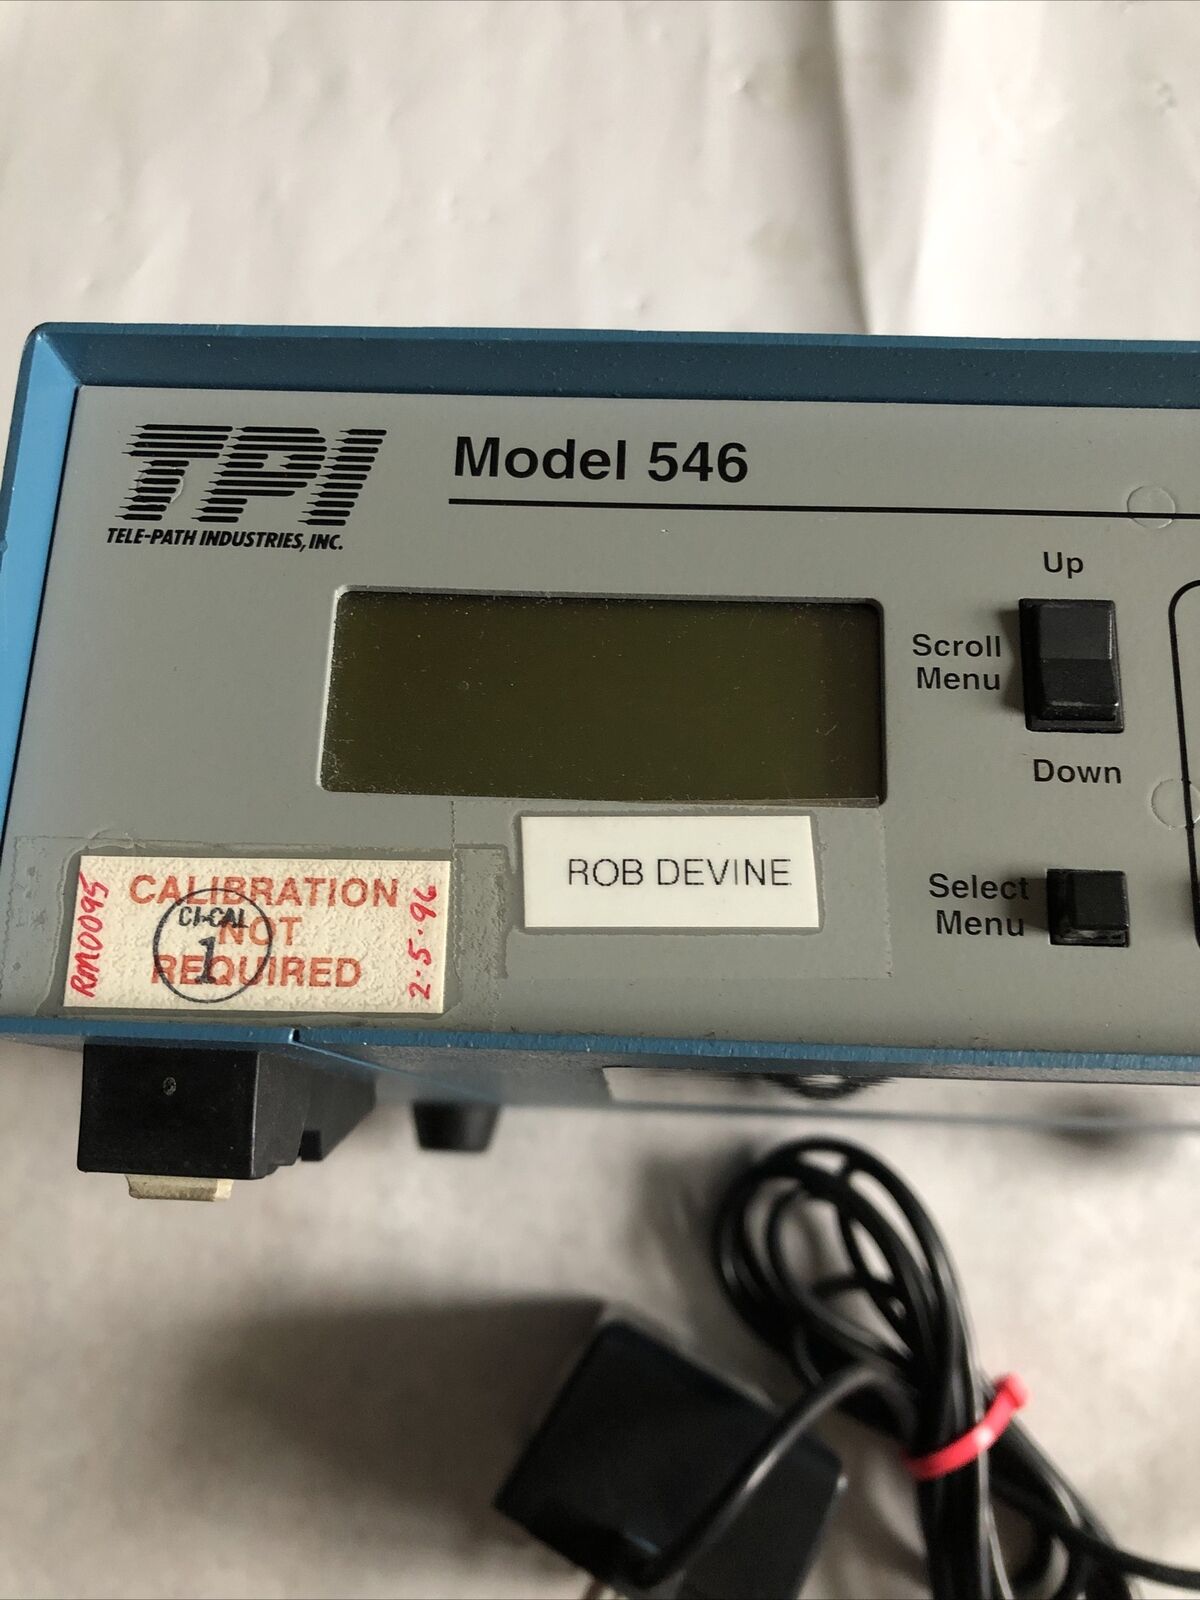 TPI
TELE-PATH INDUSTRIES, INC.
Model 546
Up
Scroll
Menu
Down
Select
Menu
ROB DEVINE
RM0095
CALIBRATION
NOT
REQUIRED
CI-CAL
1
2-5-96